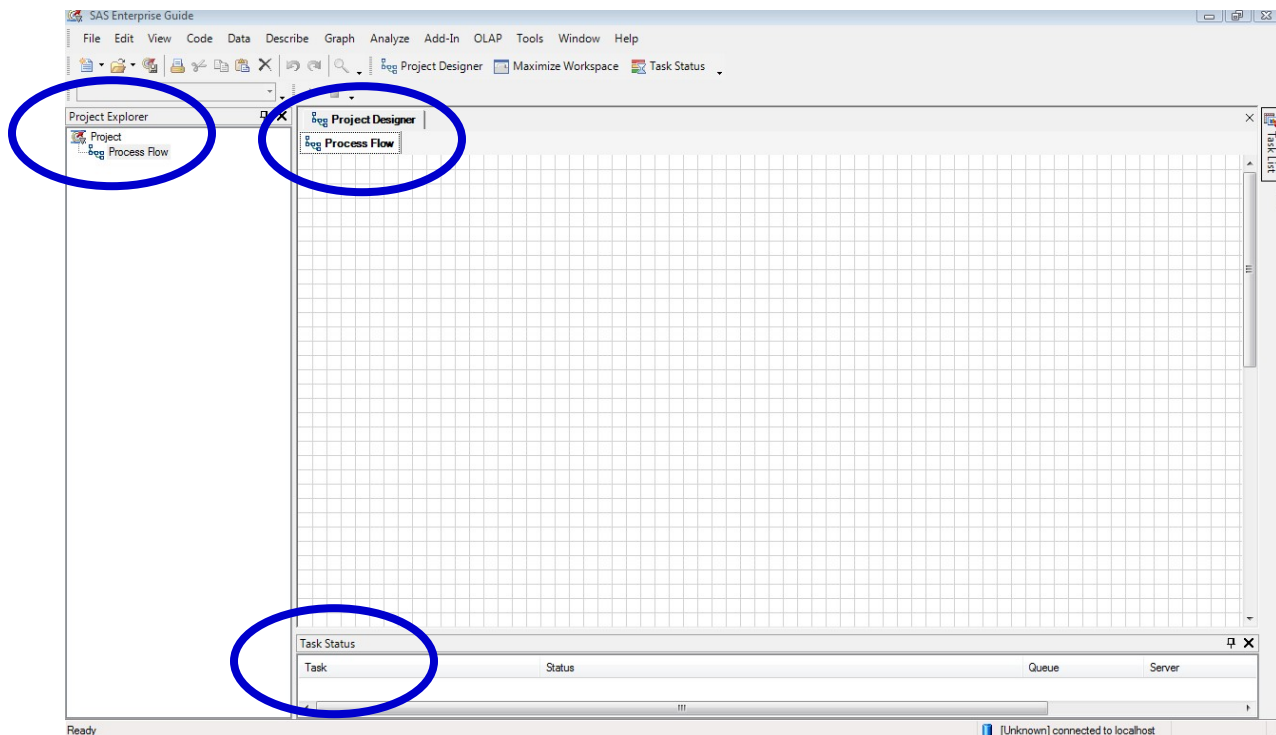 SAS Enterprise Guide
File Edit View Code Data Describe Graph Analyze Add-In OLAP Tools Window Help
Project Designer Maximize Workspace Task Status
Project Explorer
Project
Process Flow
Project Designer
Process Flow
Task List
Task Status
Task Status Queue Server
Ready [Unknown] connected to localhost